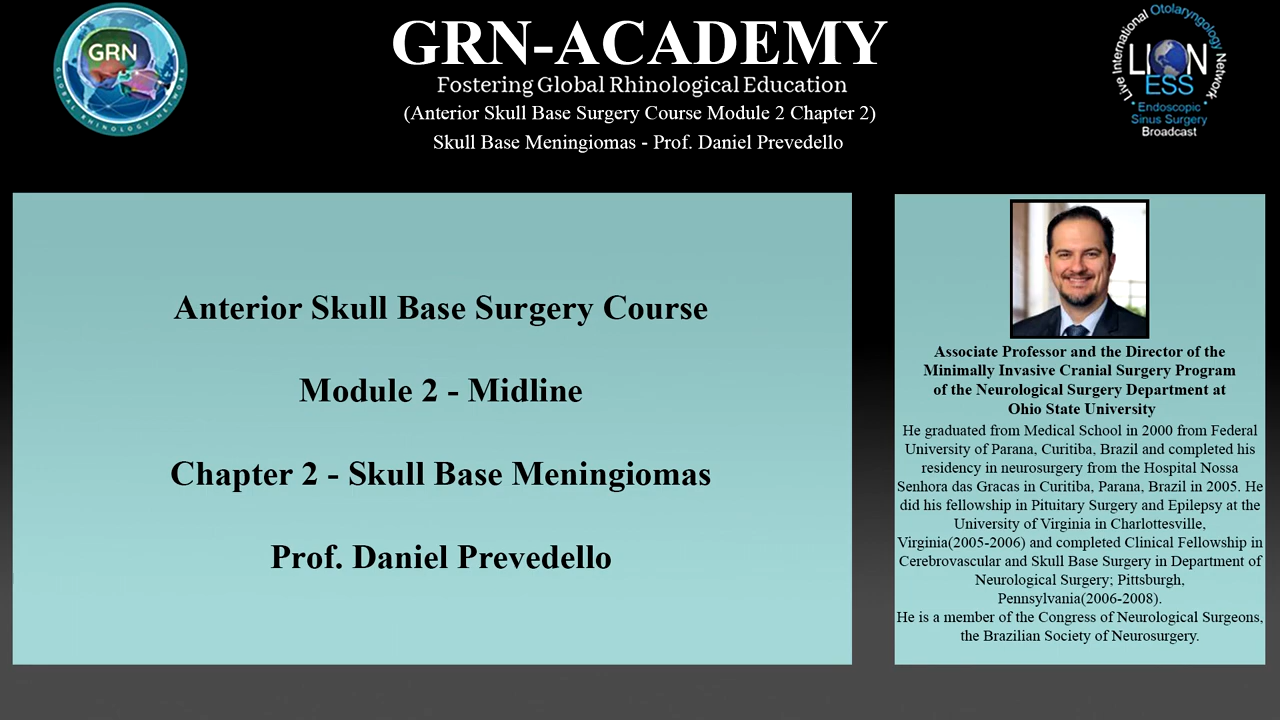 GRN
GLOBAL RHINOLOGY NETWORK
GRN-ACADEMY
Fostering Global Rhinological Education
(Anterior Skull Base Surgery Course Module 2 Chapter 2)
Skull Base Meningiomas - Prof. Daniel Prevedello
Live International Otolaryngology Network
LION
ESS
• Endoscopic
Sinus Surgery
Broadcast
Anterior Skull Base Surgery Course
Module 2 - Midline
Chapter 2 - Skull Base Meningiomas
Prof. Daniel Prevedello
Associate Professor and the Director of the
Minimally Invasive Cranial Surgery Program
of the Neurological Surgery Department at
Ohio State University
He graduated from Medical School in 2000 from Federal
University of Parana, Curitiba, Brazil and completed his
residency in neurosurgery from the Hospital Nossa
Senhora das Gracas in Curitiba, Parana, Brazil in 2005. He
did his fellowship in Pituitary Surgery and Epilepsy at the
University of Virginia in Charlottesville,
Virginia(2005-2006) and completed Clinical Fellowship in
Cerebrovascular and Skull Base Surgery in Department of
Neurological Surgery; Pittsburgh,
Pennsylvania(2006-2008).
He is a member of the Congress of Neurological Surgeons,
the Brazilian Society of Neurosurgery.